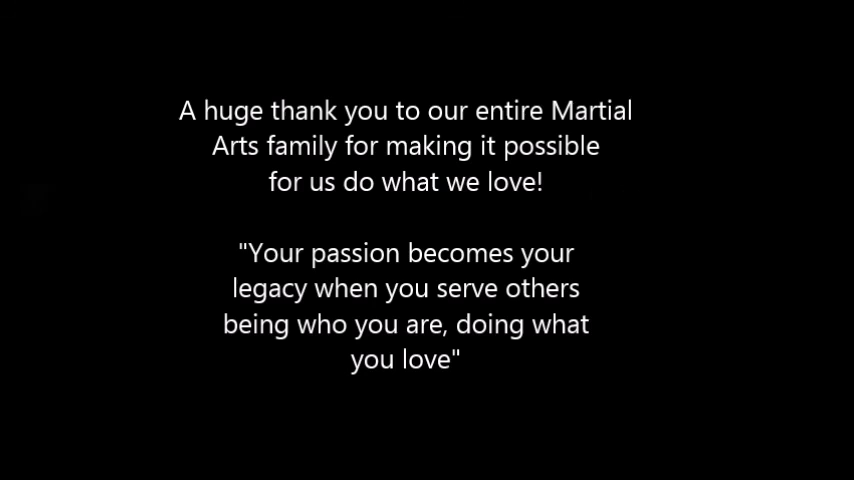 A huge thank you to our entire Martial
Arts family for making it possible
for us do what we love!
"Your passion becomes your
legacy when you serve others
being who you are, doing what
you love"